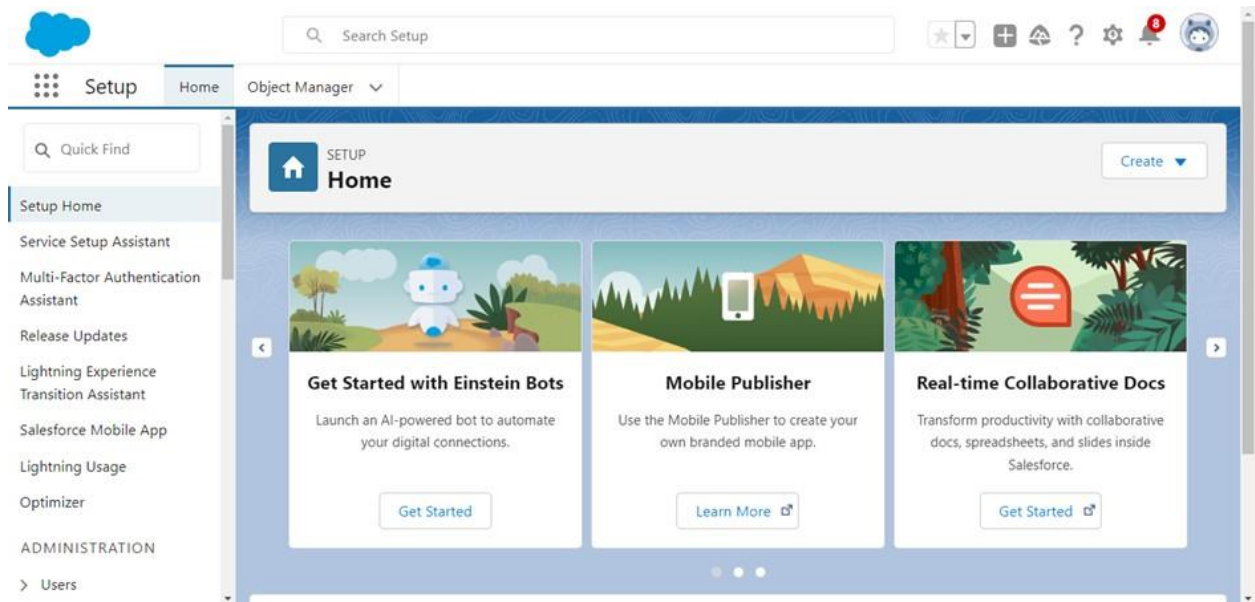 Search Setup
8
Setup
Home
Object Manager
Quick Find
Setup Home
Service Setup Assistant
Multi-Factor Authentication
Assistant
Release Updates
Lightning Experience
Transition Assistant
Salesforce Mobile App
Lightning Usage
Optimizer
ADMINISTRATION
Users
SETUP
Home
Create
Get Started with Einstein Bots
Launch an AI-powered bot to automate
your digital connections.
Get Started
Mobile Publisher
Use the Mobile Publisher to create your
own branded mobile app.
Learn More
Real-time Collaborative Docs
Transform productivity with collaborative
docs, spreadsheets, and slides inside
Salesforce.
Get Started